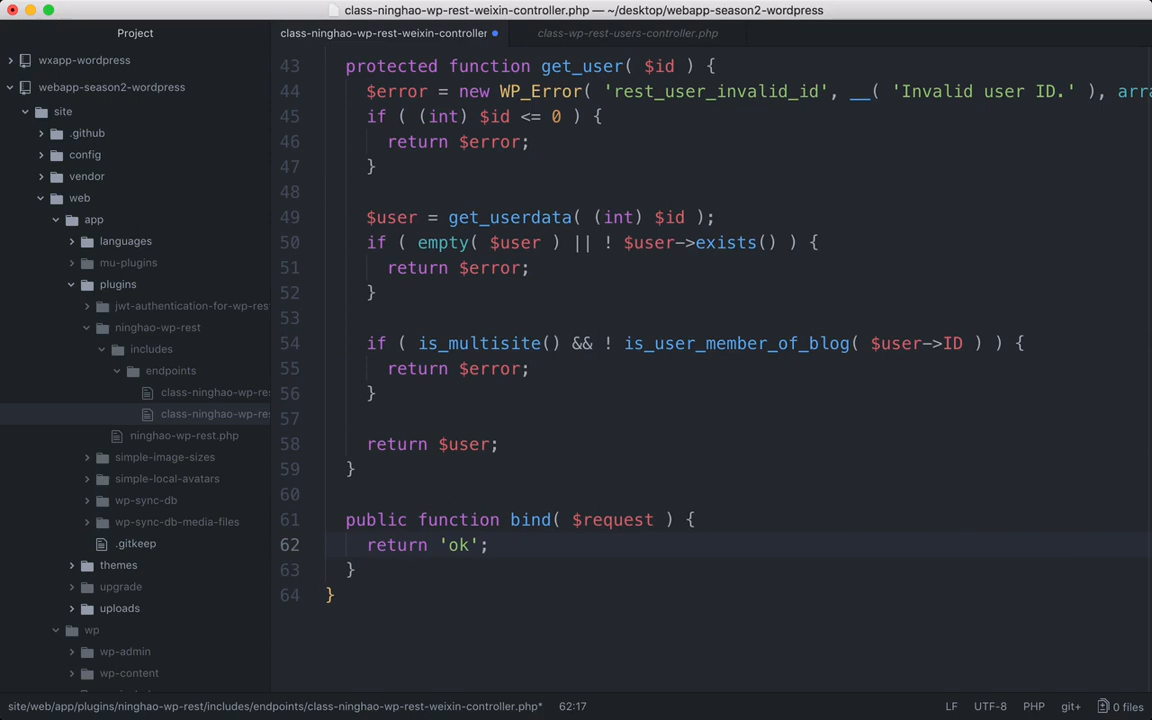 class-ninghao-wp-rest-weixin-controller.php — ~/desktop/webapp-season2-wordpress
Project
wxapp-wordpress
webapp-season2-wordpress
site
.github
config
vendor
web
app
languages
mu-plugins
plugins
jwt-authentication-for-wp-rest
ninghao-wp-rest
includes
endpoints
class-ninghao-wp-res
class-ninghao-wp-res
ninghao-wp-rest.php
simple-image-sizes
simple-local-avatars
wp-sync-db
wp-sync-db-media-files
.gitkeep
themes
upgrade
uploads
wp
wp-admin
wp-content
class-ninghao-wp-rest-weixin-controller
class-wp-rest-users-controller.php
43 protected function get_user( $id ) {
44 $error = new WP_Error( 'rest_user_invalid_id', __( 'Invalid user ID.' ), arra
45 if ( (int) $id <= 0 ) {
46 return $error;
47 }
48
49 $user = get_userdata( (int) $id );
50 if ( empty( $user ) || ! $user->exists() ) {
51 return $error;
52 }
53
54 if ( is_multisite() && ! is_user_member_of_blog( $user->ID ) ) {
55 return $error;
56 }
57
58 return $user;
59 }
60
61 public function bind( $request ) {
62 return 'ok';
63 }
64 }
site/web/app/plugins/ninghao-wp-rest/includes/endpoints/class-ninghao-wp-rest-weixin-controller.php* 62:17 LF UTF-8 PHP git+ 0 files